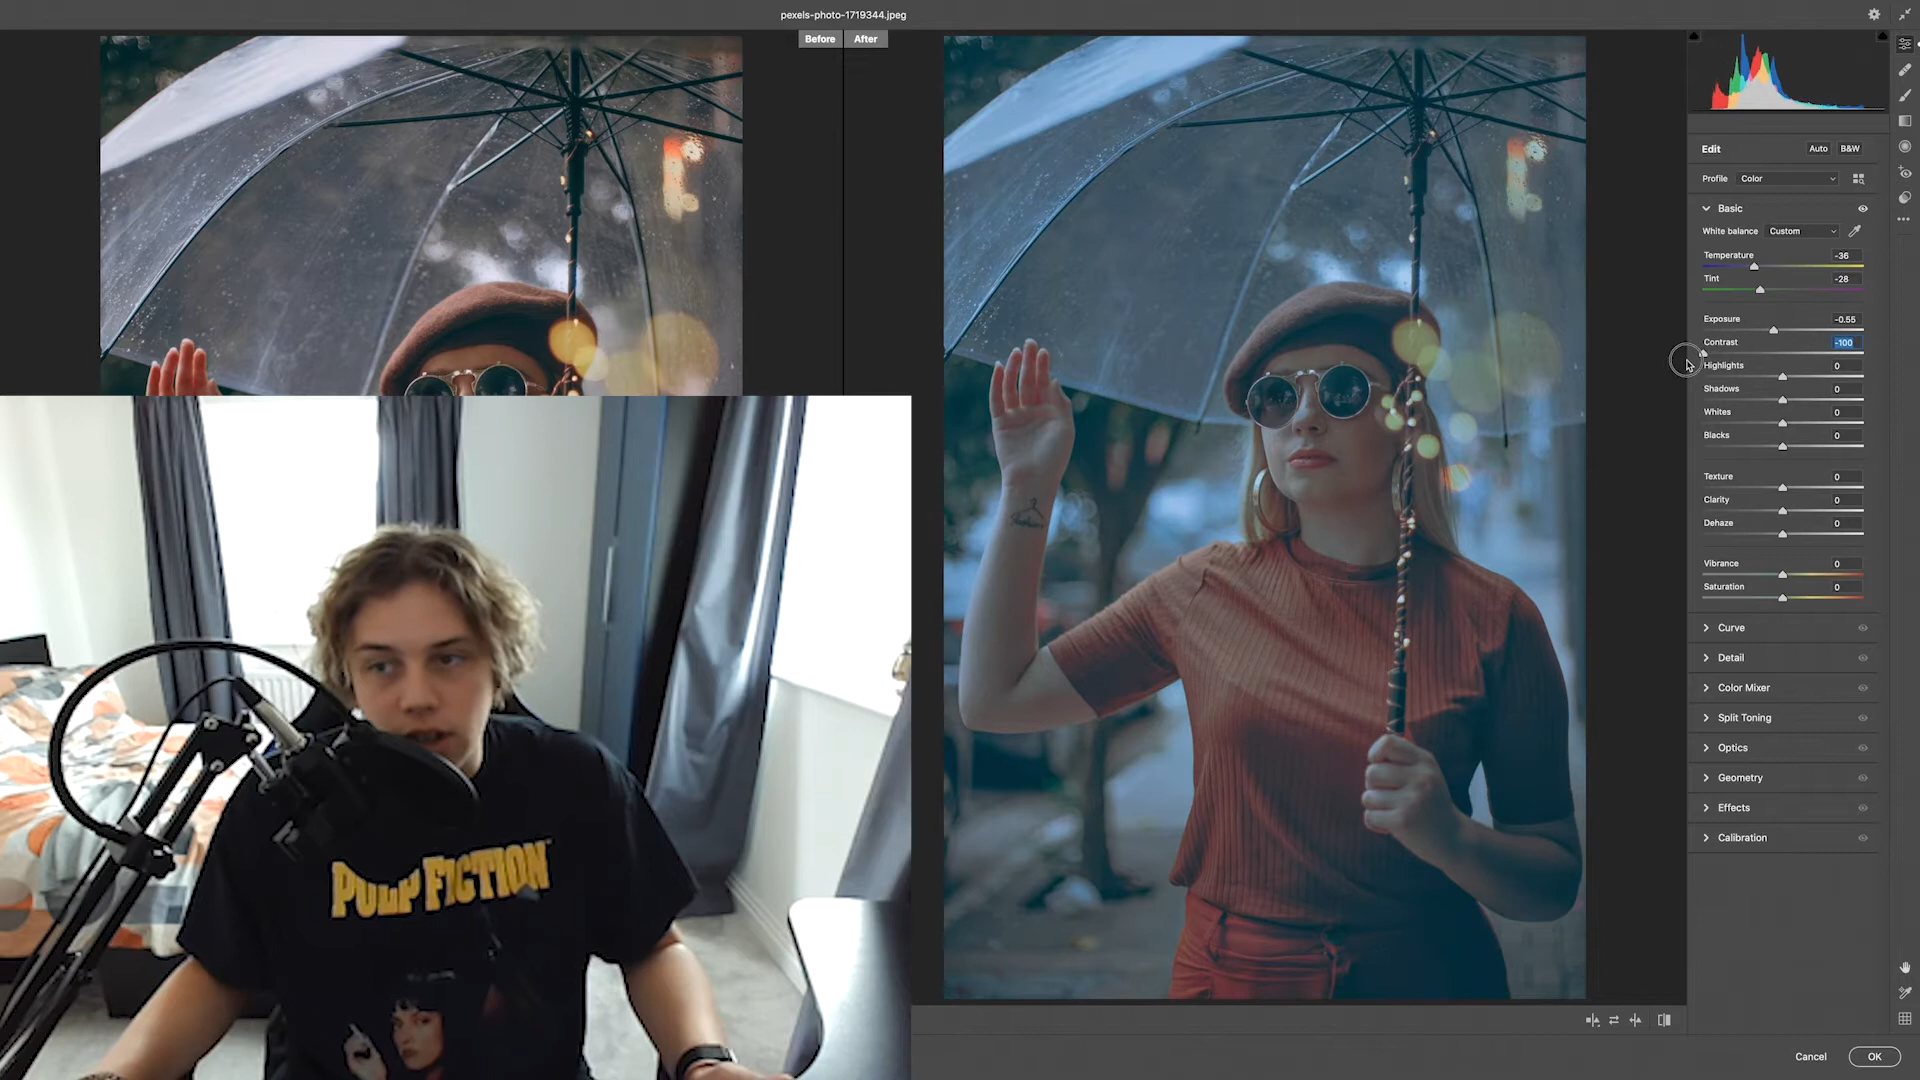 pexels-photo-1719344.jpeg
Before After
Edit Auto B&W
Profile Color
Basic
White balance Custom
Temperature -36
Tint -28
Exposure -0.55
Contrast -100
Highlights 0
Shadows 0
Whites 0
Blacks 0
Texture 0
Clarity 0
Dehaze 0
Vibrance 0
Saturation 0
Curve
Detail
Color Mixer
Split Toning
Optics
Geometry
Effects
Calibration
PULP FICTION
Cancel OK